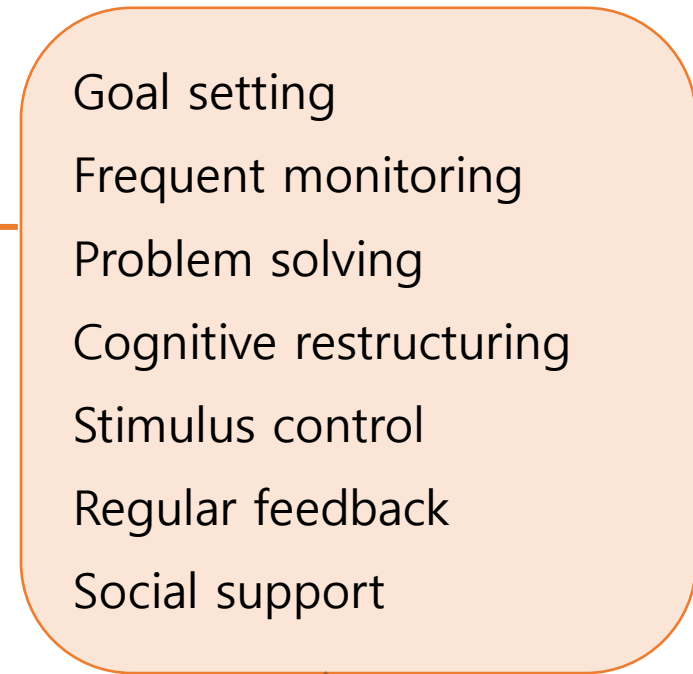 Goal setting
Frequent monitoring
Problem solving
Cognitive restructuring
Stimulus control
Regular feedback
Social support